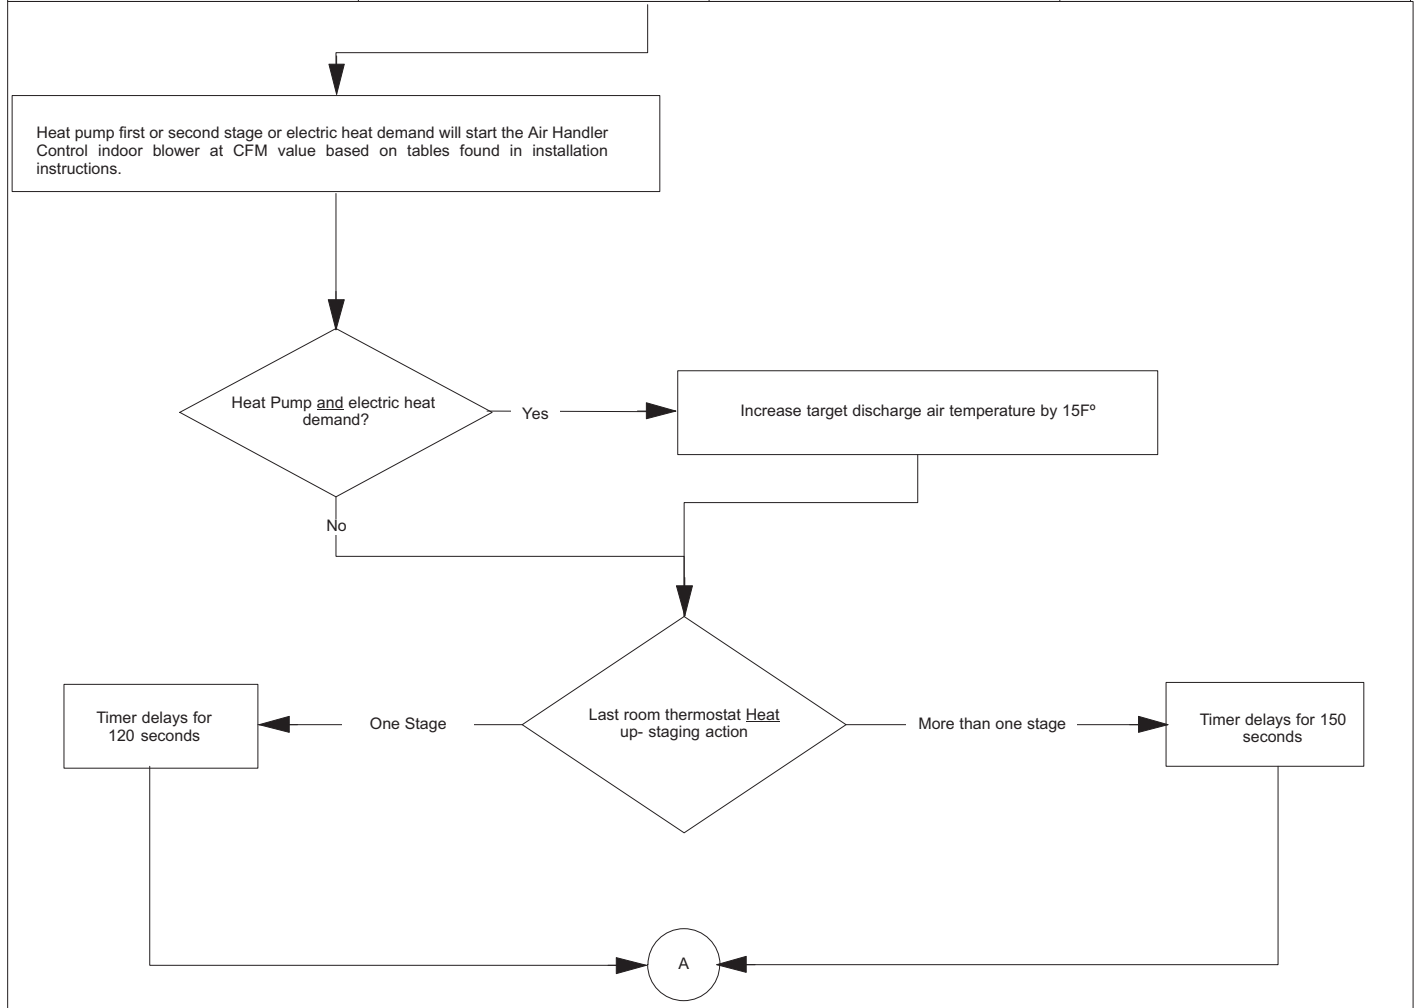 Heat pump first or second stage or electric heat demand will start the Air Handler
Control indoor blower at CFM value based on tables found in installation
instructions.
Heat Pump and electric heat
demand?
Yes
Increase target discharge air temperature by 15Fº
No
Timer delays for
120 seconds
One Stage
Last room thermostat Heat
up- staging action
More than one stage
Timer delays for 150
seconds
A